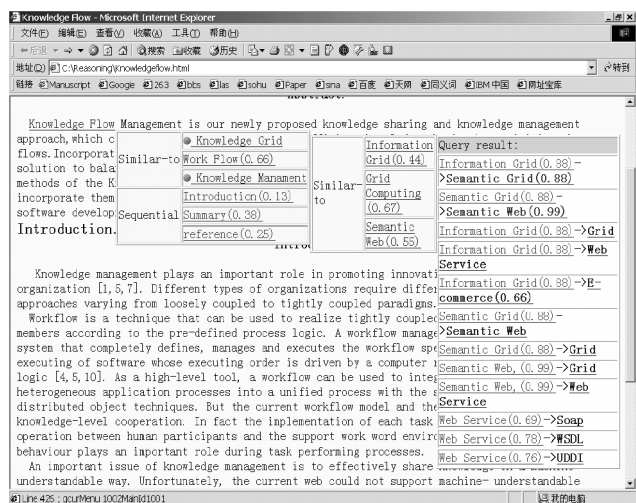 Knowledge Flow - Microsoft Internet Explorer
文件(F) 编辑(E) 查看(V) 收藏(A) 工具(T) 帮助(H)
后退 搜索 收藏 历史
地址(D) C:\Reasoning\Knowledgeflow.html 转到
链接 Manuscript Google 263 bbs las sohu Paper sina 百度 天网 同义词 IBM中国 网址宝库
Knowledge Flow Management is our newly proposed knowledge sharing and knowledge management
approach, which c
flows. Incorporat
solution to bala
methods of the K
incorporate them
software develop
Introduction.
Similar-to
Knowledge Grid
Work Flow(0.66)
Knowledge Manament
Sequential
Introduction(0.13)
Summary(0.38)
reference(0.25)
Similar-
to
Information
Grid(0.44)
Grid
Computing
(0.67)
Semantic
Web(0.55)
Query result:
Information Grid(0.88)-
>Semantic Grid(0.88)
Semantic Grid(0.88)-
>Semantic Web(0.99)
Information Grid(0.88)->Grid
Information Grid(0.88)->Web
Service
Information Grid(0.88)->E-
commerce(0.66)
Semantic Grid(0.88)-
>Semantic Web
Semantic Grid(0.88)->Grid
Semantic Web, (0.99)->Grid
Semantic Web, (0.99)->Web
Service
Web Service(0.69)->Soap
Web Service(0.78)->WSDL
Web Service(0.76)->UDDI
Knowledge management plays an important role in promoting innovati
organization [1,5,7]. Different types of organizations require differ
approaches varying from loosely coupled to tightly coupled paradigms.
Workflow is a technique that can be used to realize tightly couplec
members according to the pre-defined process logic. A workflow manage
system that completely defines, manages and executes the workflow spe
executing of software whose executing order is driven by a computer
logic [4,5,10]. As a high-level tool, a workflow can be used to integ
heterogeneous application processes into a unified process with the s
distributed object techniques. But the current workflow model and the
knowledge-level cooperation. In fact the implementation of each task
operation between human participants and the support work word enviro
behaviour plays an important role during task performing processes.
An important issue of knowledge management is to effectively share knowledge in a machine
understandable way. Unfortunately, the current web could not support machine- understandable
Line 425 : gcurMenu 1002MainId1001 我的电脑